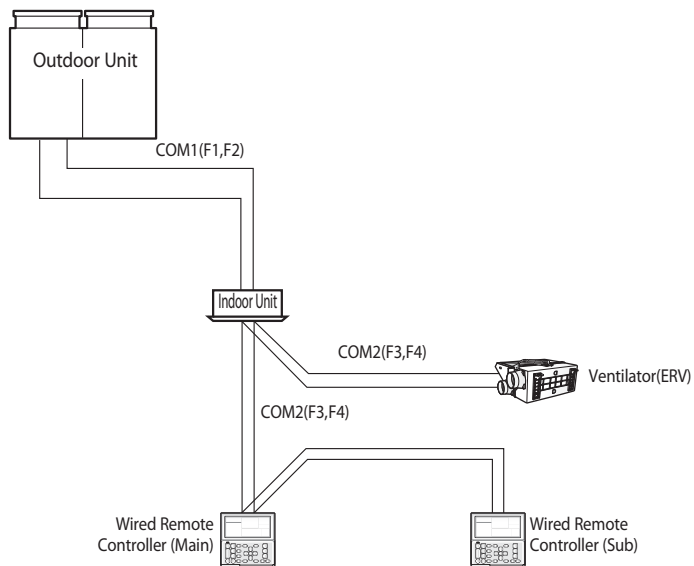 Outdoor Unit
COM1(F1,F2)
Indoor Unit
COM2(F3,F4)
Ventilator(ERV)
COM2(F3,F4)
Wired Remote
Controller (Main)
Wired Remote
Controller (Sub)